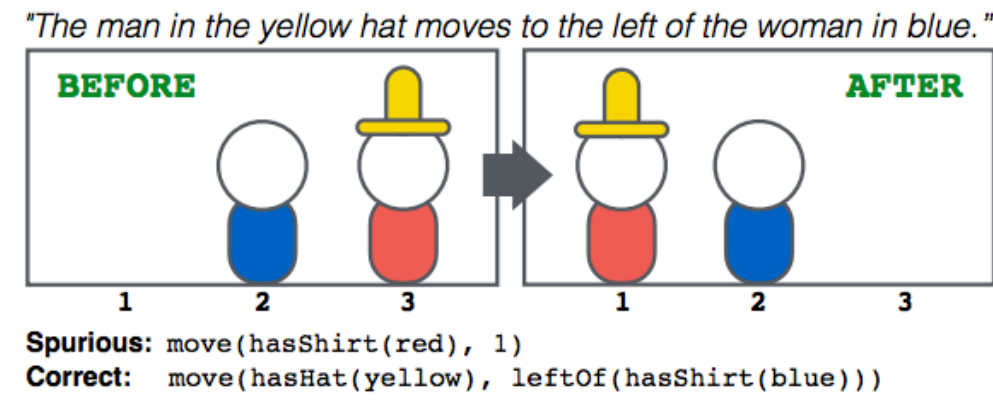 "The man in the yellow hat moves to the left of the woman in blue."
BEFORE AFTER
1 2 3 1 2 3
Spurious: move(hasShirt(red), 1)
Correct: move(hasHat(yellow), leftOf(hasShirt(blue)))